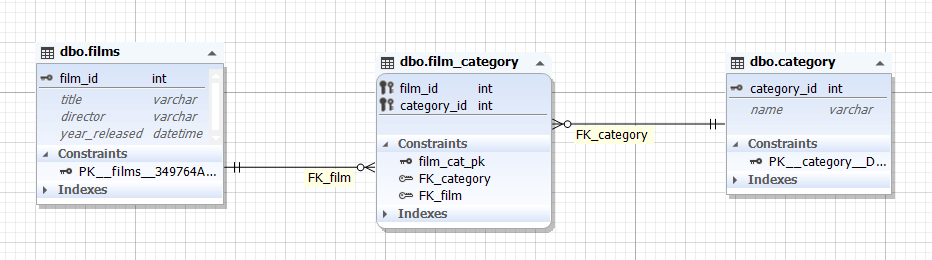 dbo.films
film_id int
title varchar
director varchar
year_released datetime
Constraints
PK__films__349764A...
Indexes
FK_film
dbo.film_category
film_id int
category_id int
Constraints
film_cat_pk
FK_category
FK_film
Indexes
FK_category
dbo.category
category_id int
name varchar
Constraints
PK__category__D...
Indexes